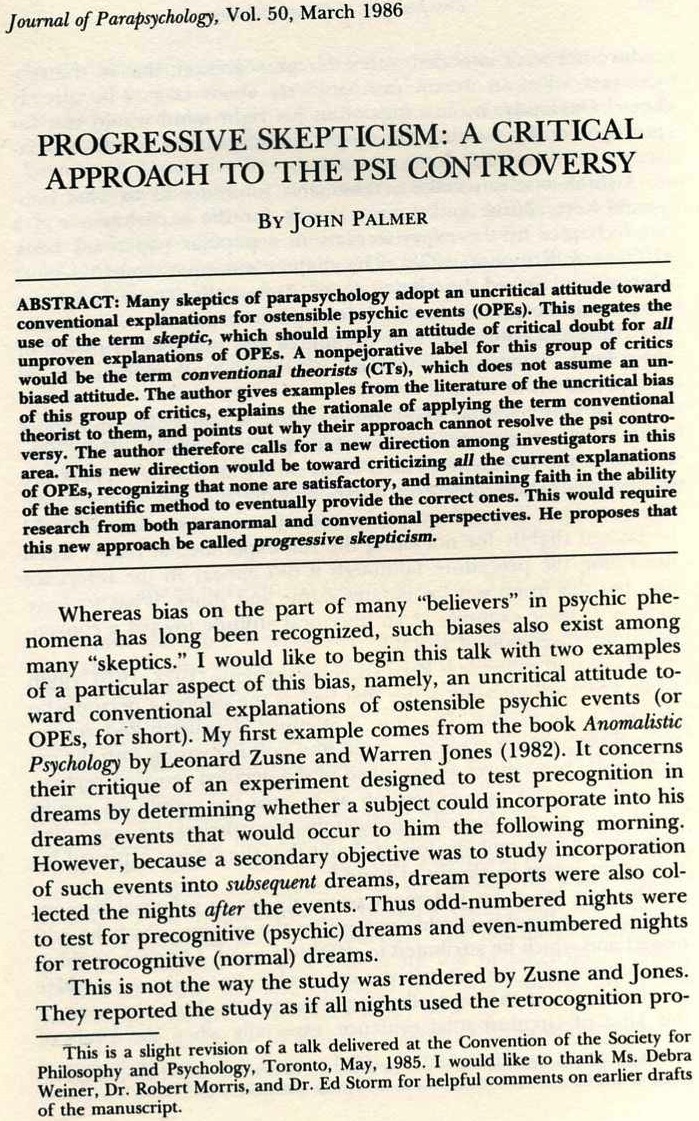 Journal of Parapsychology, Vol. 50, March 1986
PROGRESSIVE SKEPTICISM: A CRITICAL
APPROACH TO THE PSI CONTROVERSY
BY JOHN PALMER
ABSTRACT: Many skeptics of parapsychology adopt an uncritical attitude toward
conventional explanations for ostensible psychic events (OPEs). This negates the
use of the term skeptic, which should imply an attitude of critical doubt for all
unproven explanations of OPEs. A nonpejorative label for this group of critics
would be the term conventional theorists (CTs), which does not assume an un-
biased attitude. The author gives examples from the literature of the uncritical bias
of this group of critics, explains the rationale of applying the term conventional
theorist to them, and points out why their approach cannot resolve the psi contro-
versy. The author therefore calls for a new direction among investigators in this
area. This new direction would be toward criticizing all the current explanations
of OPEs, recognizing that none are satisfactory, and maintaining faith in the ability
of the scientific method to eventually provide the correct ones. This would require
research from both paranormal and conventional perspectives. He proposes that
this new approach be called progressive skepticism.
Whereas bias on the part of many “believers” in psychic phe-
nomena has long been recognized, such biases also exist among
many “skeptics.” I would like to begin this talk with two examples
of a particular aspect of this bias, namely, an uncritical attitude to-
ward conventional explanations of ostensible psychic events (or
OPEs, for short). My first example comes from the book Anomalistic
Psychology by Leonard Zusne and Warren Jones (1982). It concerns
their critique of an experiment designed to test precognition in
dreams by determining whether a subject could incorporate into his
dreams events that would occur to him the following morning.
However, because a secondary objective was to study incorporation
of such events into subsequent dreams, dream reports were also col-
lected the nights after the events. Thus odd-numbered nights were
to test for precognitive (psychic) dreams and even-numbered nights
for retrocognitive (normal) dreams.
This is not the way the study was rendered by Zusne and Jones.
They reported the study as if all nights used the retrocognition pro-
This is a slight revision of a talk delivered at the Convention of the Society for
Philosophy and Psychology, Toronto, May, 1985. I would like to thank Ms. Debra
Weiner, Dr. Robert Morris, and Dr. Ed Storm for helpful comments on earlier drafts
of the manuscript.